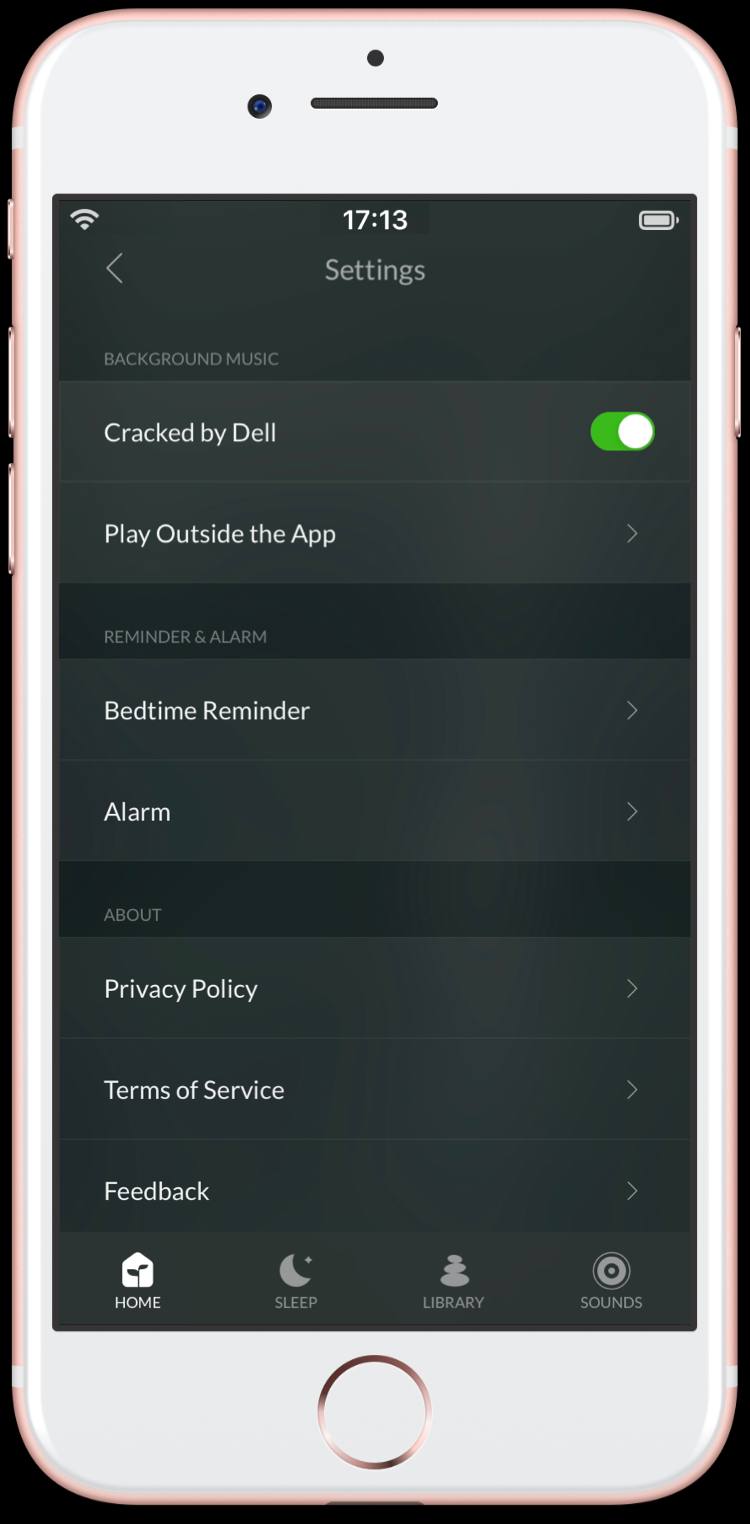 17:13
Settings
BACKGROUND MUSIC
Cracked by Dell
Play Outside the App
REMINDER & ALARM
Bedtime Reminder
Alarm
ABOUT
Privacy Policy
Terms of Service
Feedback
HOME
SLEEP
LIBRARY
SOUNDS